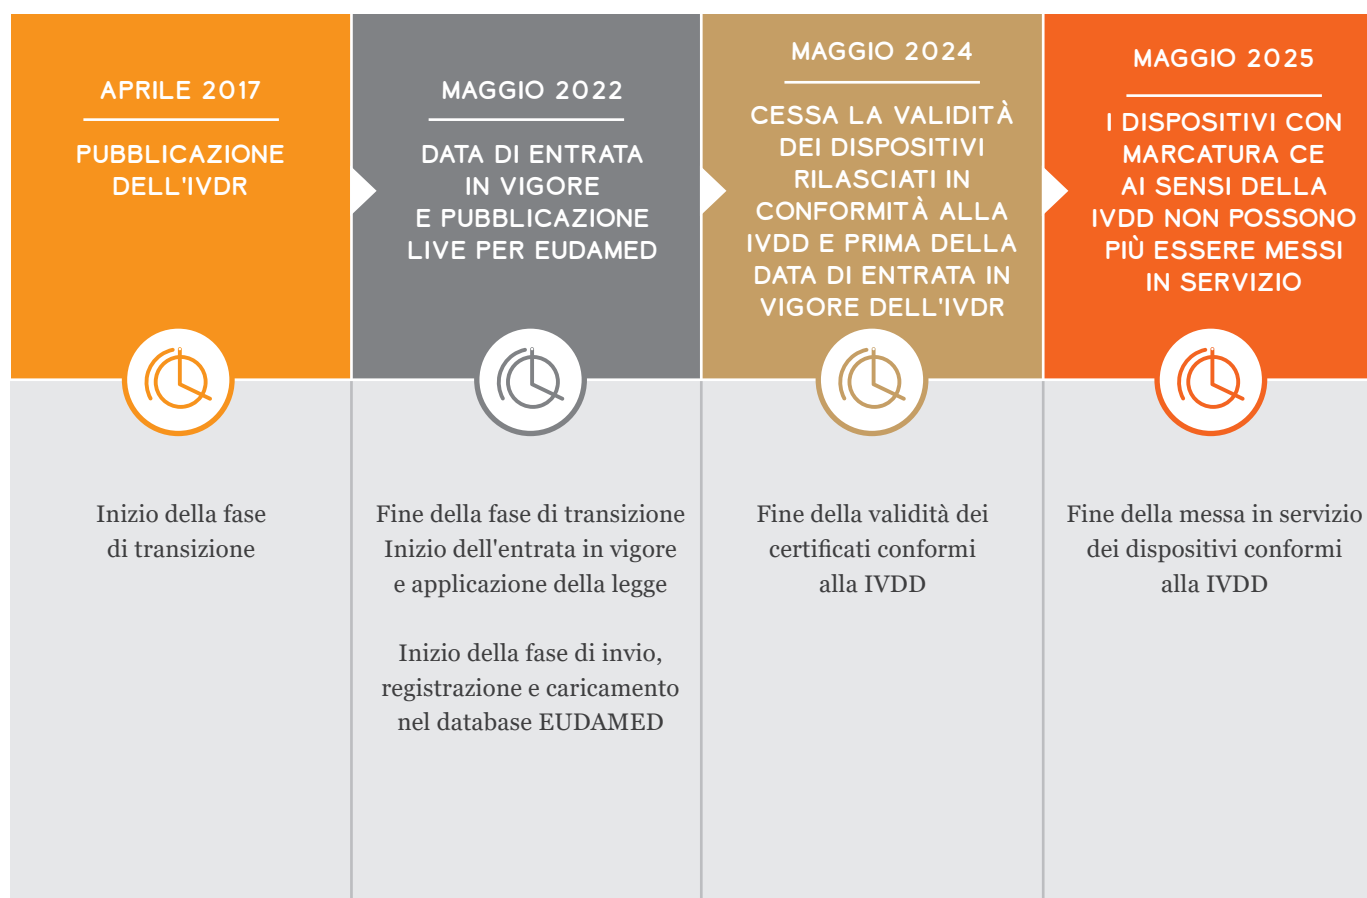 APRILE 2017
PUBBLICAZIONE
DELL'IVDR
MAGGIO 2022
DATA DI ENTRATA
IN VIGORE
E PUBBLICAZIONE
LIVE PER EUDAMED
MAGGIO 2024
CESSA LA VALIDITÀ
DEI DISPOSITIVI
RILASCIATI IN
CONFORMITÀ ALLA
IVDD E PRIMA DELLA
DATA DI ENTRATA IN
VIGORE DELL'IVDR
MAGGIO 2025
I DISPOSITIVI CON
MARCATURA CE
AI SENSI DELLA
IVDD NON POSSONO
PIÙ ESSERE MESSI
IN SERVIZIO
Inizio della fase
di transizione
Fine della fase di transizione
Inizio dell'entrata in vigore
e applicazione della legge
Inizio della fase di invio,
registrazione e caricamento
nel database EUDAMED
Fine della validità dei
certificati conformi
alla IVDD
Fine della messa in servizio
dei dispositivi conformi
alla IVDD